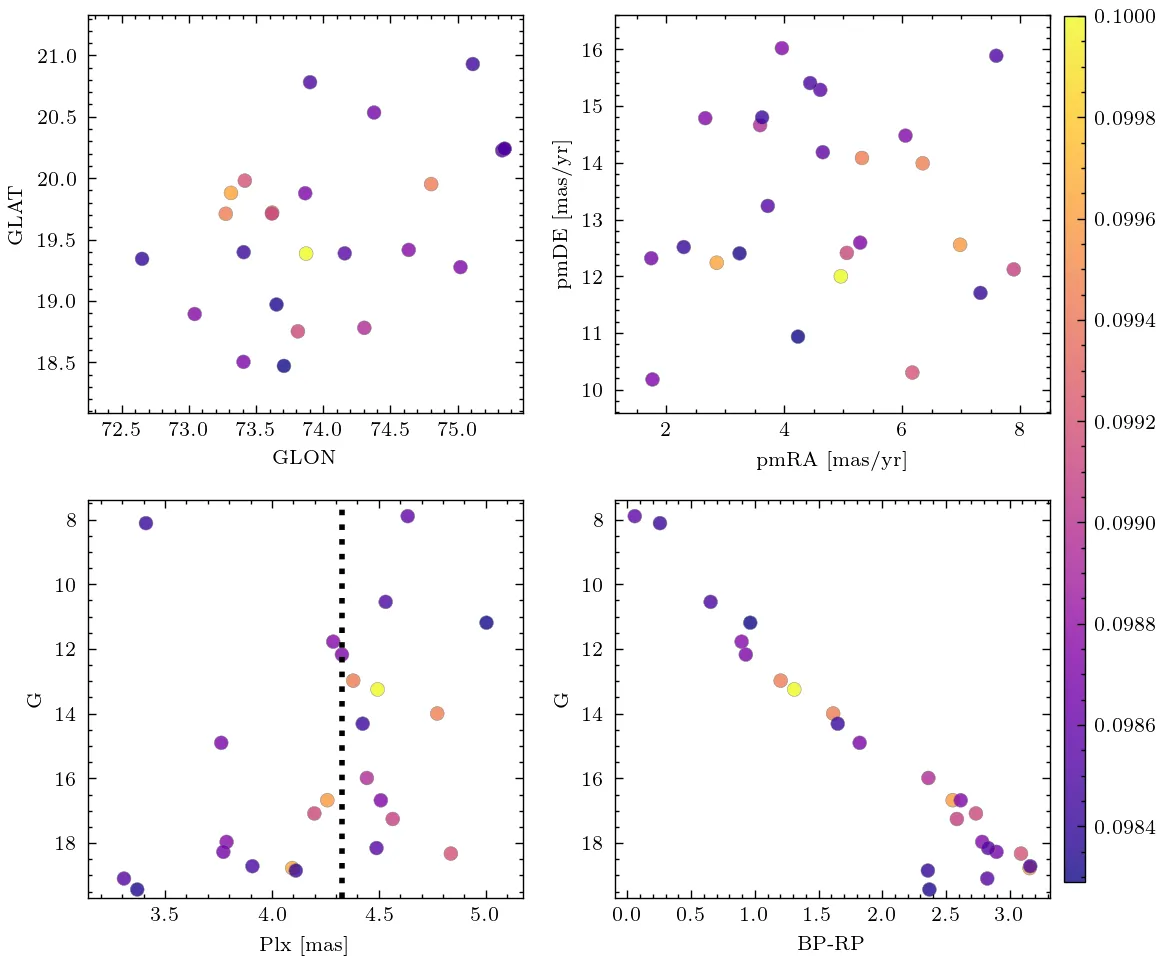 21.0
20.5
20.0
19.5
19.0
18.5
GLAT
72.5 73.0 73.5 74.0 74.5 75.0
GLON
16
15
14
13
12
11
10
pmDE [mas/yr]
2 4 6 8
pmRA [mas/yr]
8
10
12
14
16
18
G
3.5 4.0 4.5 5.0
Plx [mas]
8
10
12
14
16
18
G
0.0 0.5 1.0 1.5 2.0 2.5 3.0
BP-RP
0.1000
0.0998
0.0996
0.0994
0.0992
0.0990
0.0988
0.0986
0.0984